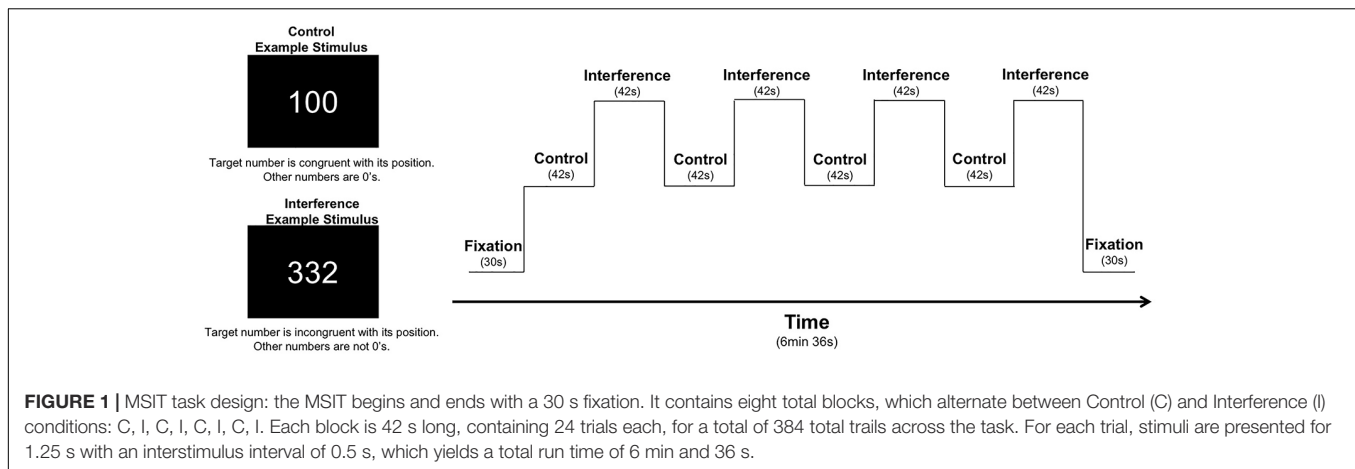 Control
Example Stimulus
100
Target number is congruent with its position.
Other numbers are 0's.
Interference
Example Stimulus
332
Target number is incongruent with its position.
Other numbers are not 0's.
Interference
(42s)
Interference
(42s)
Interference
(42s)
Interference
(42s)
Control
(42s)
Control
(42s)
Control
(42s)
Control
(42s)
Fixation
(30s)
Fixation
(30s)
Time
(6min 36s)
FIGURE 1 | MSIT task design: the MSIT begins and ends with a 30 s fixation. It contains eight total blocks, which alternate between Control (C) and Interference (I)
conditions: C, I, C, I, C, I, C, I. Each block is 42 s long, containing 24 trials each, for a total of 384 total trails across the task. For each trial, stimuli are presented for
1.25 s with an interstimulus interval of 0.5 s, which yields a total run time of 6 min and 36 s.